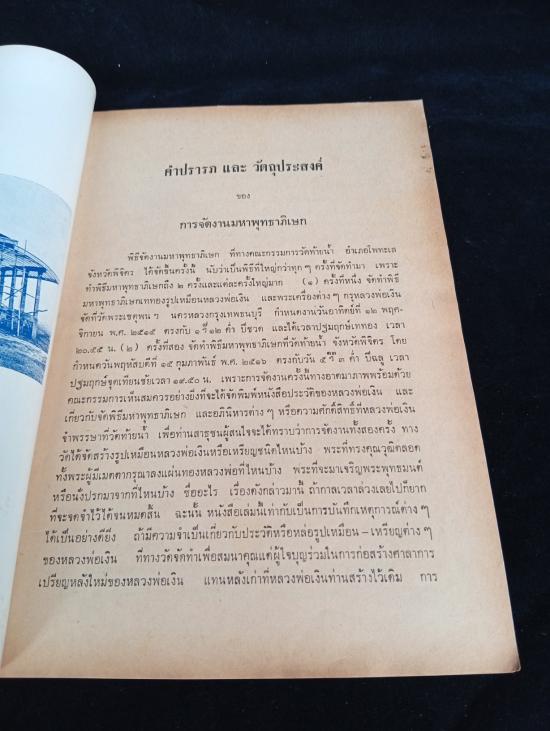 คำปรารภ และ วัตถุประสงค์
ของ
การจัดงานมหาพุทธาภิเษก
พิธีจัดงานมหาพุทธาภิเษก ที่ทางคณะกรรมการวัดท้ายน้ำ อำเภอโพทะเล
จังหวัดพิจิตร ได้จัดขึ้นครั้งนี้ นับว่าเป็นพิธีที่ใหญ่กว่าทุก ๆ ครั้งที่จัดทำมา เพราะ
ทำพิธีมหาพุทธาภิเษกถึง ๒ ครั้งและแต่ละครั้งใหญ่มาก (๑) ครั้งที่หนึ่ง จัดทำพิธี
มหาพุทธาภิเษกเททองรูปเหมือนหลวงพ่อเงิน และพระเครื่องต่าง ๆ กรุหลวงพ่อเงิน
จัดที่วัดพระเชตุพน ฯ นครหลวงกรุงเทพธนบุรี กำหนดงานวันอาทิตย์ที่ ๑๒ พฤศ-
จิกายน พ.ศ. ๒๕๑๕ ตรงกับ ๑ ฯ ๑๒ ค่ำ ปีชวด และได้เวลาปฐมฤกษ์เททอง เวลา
๒๐.๔๔ น. (๒) ครั้งที่สอง จัดทำพิธีมหาพุทธาภิเษกที่วัดท้ายน้ำ จังหวัดพิจิตร โดย
กำหนดวันพฤหัสบดีที่ ๑๕ กุมภาพันธ์ พ.ศ. ๒๕๑๖ ตรงกับวัน ๕ ฯ ๓ ค่ำ ปีฉลู เวลา
ปฐมฤกษ์จุดเทียนชัยเวลา ๑๙.๕๐ น. เพราะการจัดงานครั้งนี้ทางอาตมาภาพพร้อมด้วย
คณะกรรมการเห็นสมควรอย่างยิ่งที่จะได้จัดพิมพ์หนังสือประวัติของหลวงพ่อเงิน และ
เกี่ยวกับจัดพิธีมหาพุทธาภิเษก และอภินิหารต่าง ๆ หรือความศักดิ์สิทธิ์ที่หลวงพ่อเงิน
จำพรรษาที่วัดท้ายน้ำ เพื่อท่านสาธุชนผู้สนใจจะได้ทราบว่าการจัดงานทั้งสองครั้ง ทาง
วัดได้จัดสร้างรูปเหมือนหลวงพ่อเงินหรือเหรียญชนิดไหนบ้าง พระที่ทรงคุณวุฒิตลอด
ทั้งพระผู้มีเมตตากรุณาลงแผ่นทองหลวงพ่อที่ไหนบ้าง พระที่จะมาเจริญพระพุทธมนต์
หรือนั่งปรกมาจากที่ไหนบ้าง ชื่ออะไร เรื่องดังกล่าวมานี้ ถ้ากาลเวลาล่วงเลยไปก็ยาก
ที่จะจดจำไว้ได้จนหมดสิ้น ฉะนั้น หนังสือเล่มนี้เท่ากับเป็นการบันทึกเหตุการณ์ต่าง ๆ
ได้เป็นอย่างดียิ่ง ถ้ามีความจำเป็นเกี่ยวกับประวัติหรือหล่อรูปเหมือน – เหรียญต่าง ๆ
ของหลวงพ่อเงิน ที่ทางวัดจัดทำเพื่อสมนาคุณแด่ผู้ใจบุญร่วมในการก่อสร้างศาลาการ
เปรียญหลังใหม่ของหลวงพ่อเงิน แทนหลังเก่าที่หลวงพ่อเงินท่านสร้างไว้เดิม การ